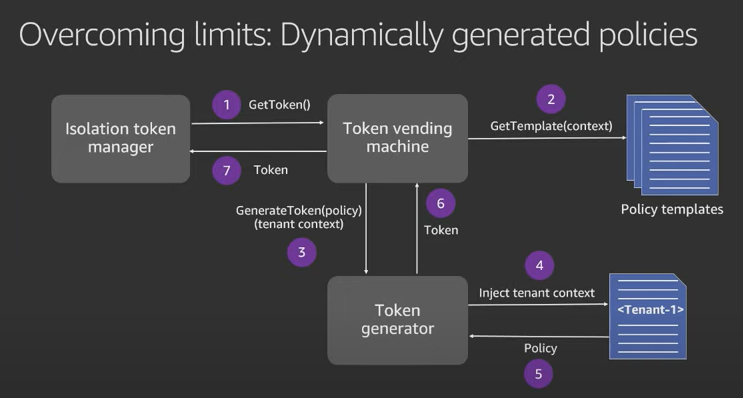 Overcoming limits: Dynamically generated policies
1
GetToken()
2
GetTemplate(context)
Isolation token
manager
Token vending
machine
7
Token
Policy templates
GenerateToken(policy)
(tenant context)
3
6
Token
4
Inject tenant context
<Tenant-1>
Token
generator
Policy
5